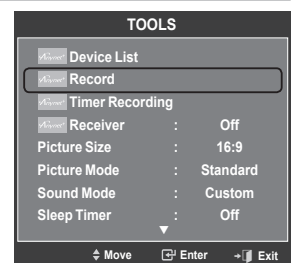 TOOLS
Device List
Record
Timer Recording
Receiver : Off
Picture Size : 16:9
Picture Mode : Standard
Sound Mode : Custom
Sleep Timer : Off
Move Enter Exit